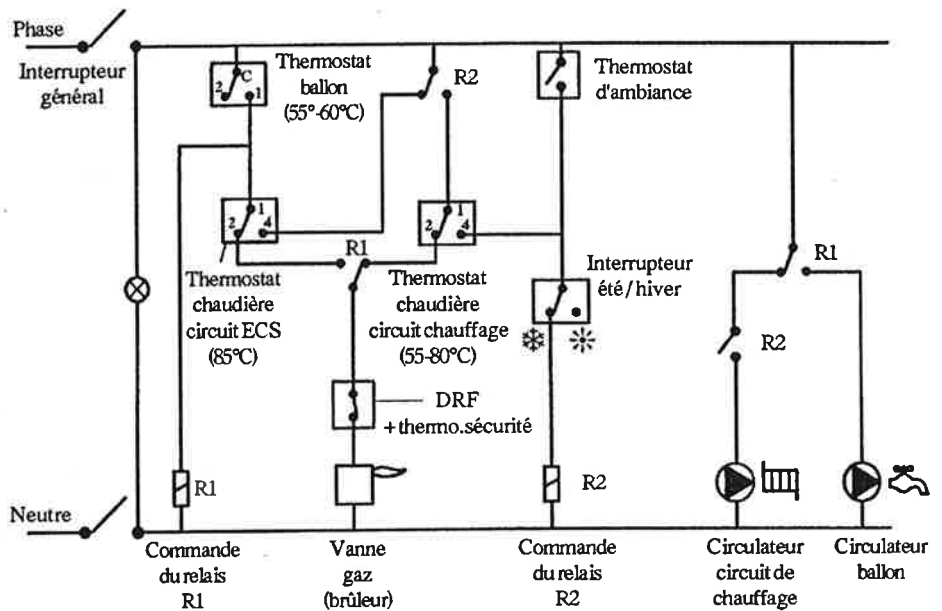 Phase
Interrupteur
général
Thermostat
ballon
(55°-60°C)
C
2
1
R2
Thermostat
d'ambiance
1
2
4
1
2
4
R1
R1
Thermostat
chaudière
circuit ECS
(85°C)
Thermostat
chaudière
circuit chauffage
(55-80°C)
Interrupteur
été/hiver
R2
DRF
+thermo.sécurité
R1
R2
Neutre
Commande
du relais
R1
Vanne
gaz
(brûleur)
Commande
du relais
R2
Circulateur
circuit de
chauffage
Circulateur
ballon